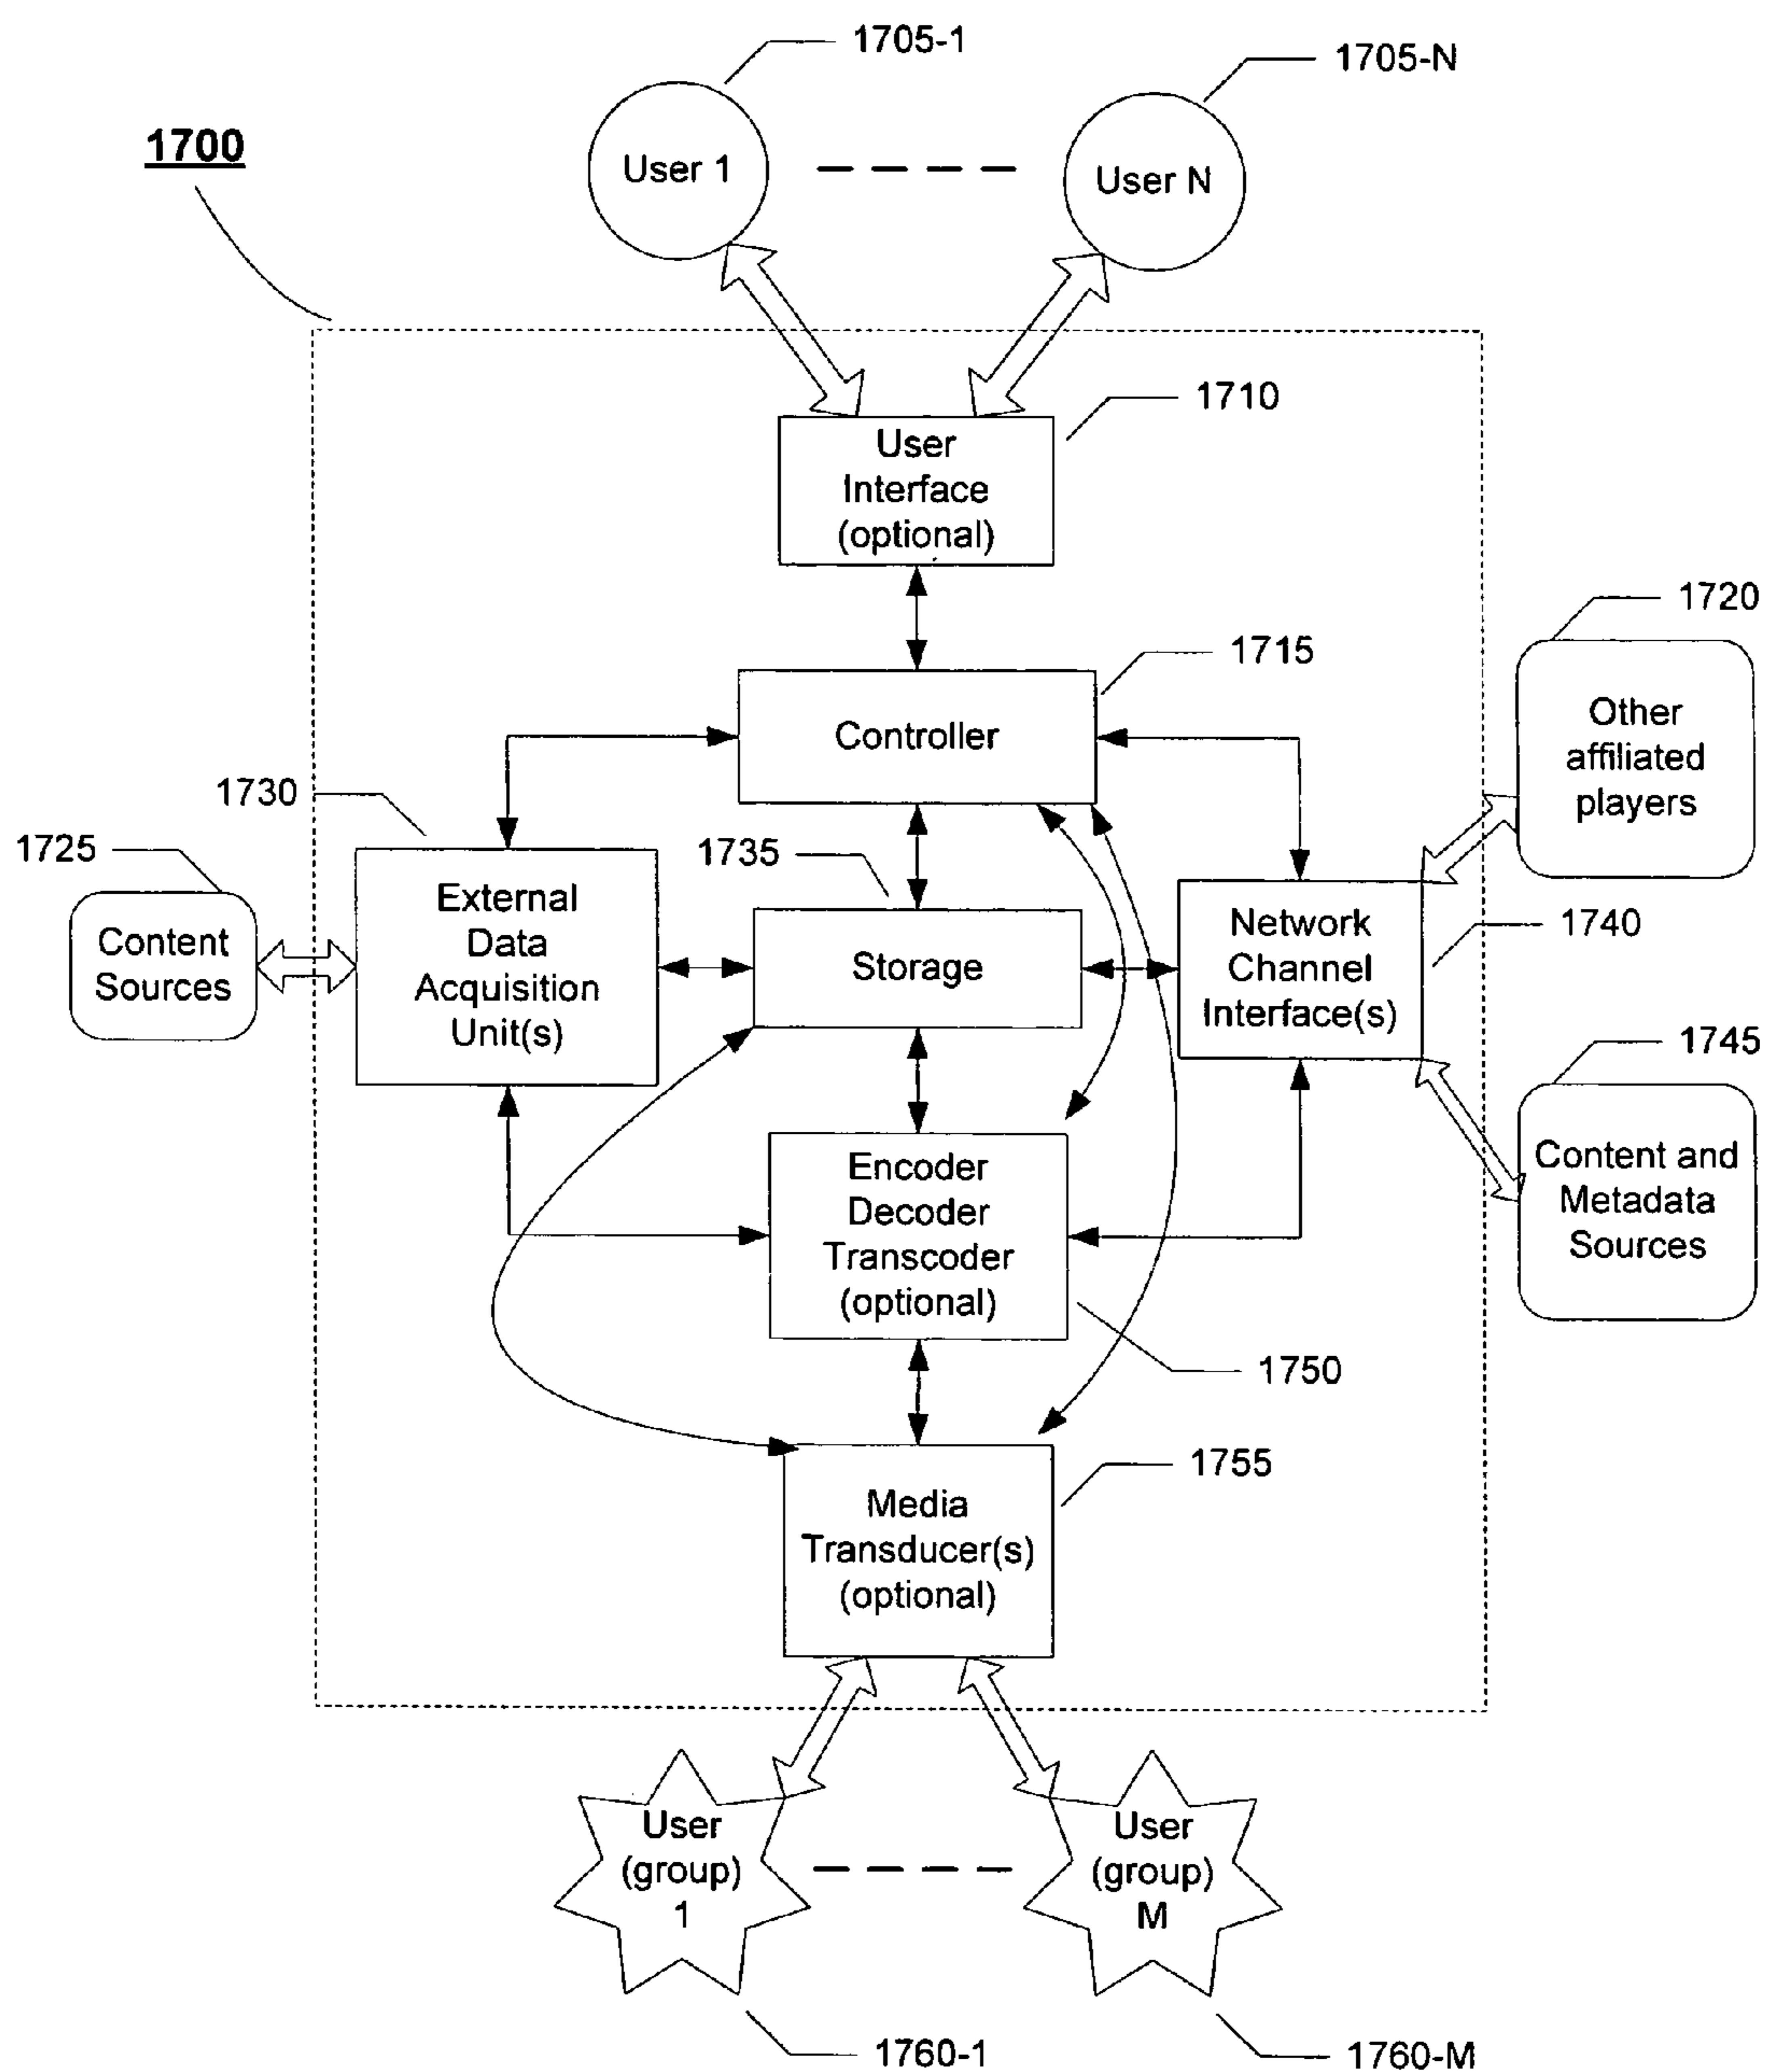 1705-1
1705-N
1700
User 1
User N
1710
User
Interface
(optional)
1720
1715
Other
affiliated
players
Controller
1730
1725
1735
External
Data
Acquisition
Unit(s)
Content
Sources
Storage
Network
Channel
Interface(s)
1740
1745
Encoder
Decoder
Transcoder
(optional)
Content and
Metadata
Sources
1750
1755
Media
Transducer(s)
(optional)
User
(group)
1
User
(group)
M
1760-1
1760-M